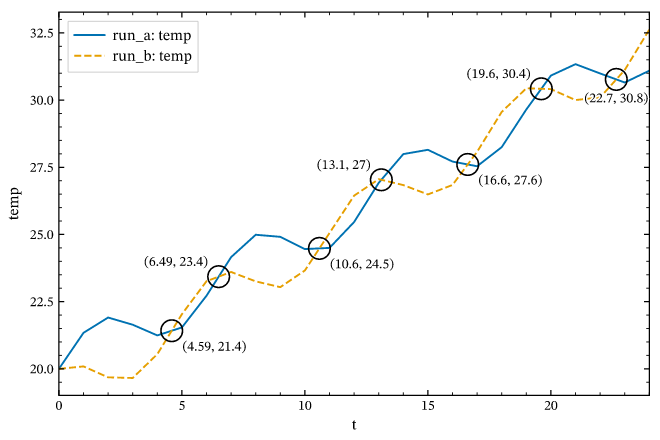 32.5
30.0
27.5
25.0
22.5
20.0
temp
run_a: temp
run_b: temp
(19.6, 30.4)
(22.7, 30.8)
(13.1, 27)
(16.6, 27.6)
(6.49, 23.4)
(10.6, 24.5)
(4.59, 21.4)
0 5 10 15 20
t